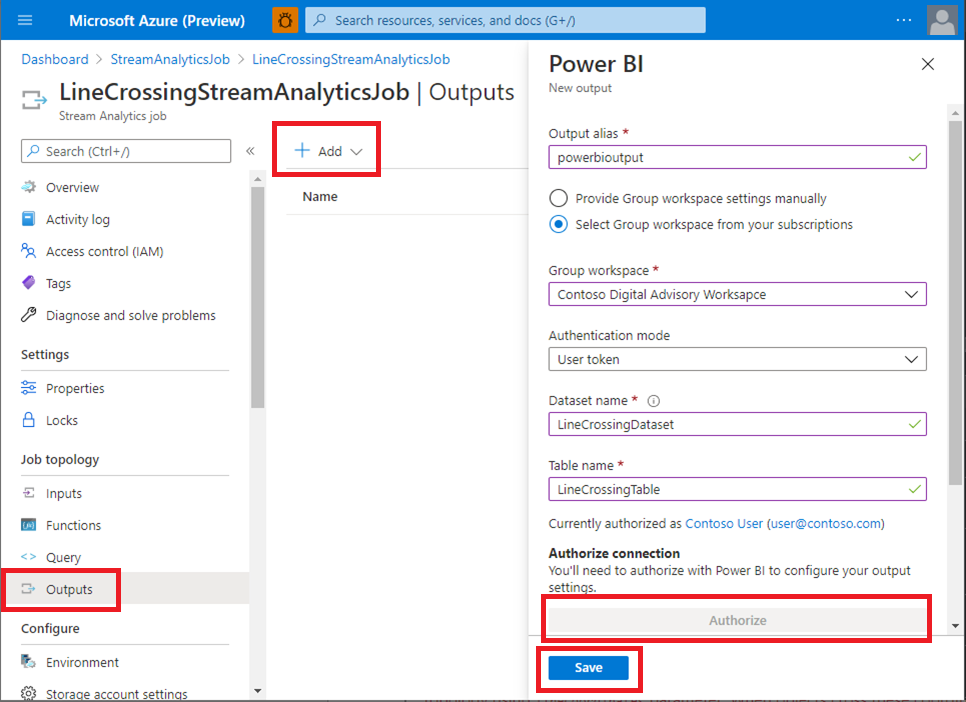 Microsoft Azure (Preview)
Search resources, services, and docs (G+/)
Dashboard > StreamAnalyticsJob > LineCrossingStreamAnalyticsJob
LineCrossingStreamAnalyticsJob | Outputs
Stream Analytics job
Search (Ctrl+/)
«
Overview
Activity log
Access control (IAM)
Tags
Diagnose and solve problems
Settings
Properties
Locks
Job topology
Inputs
Functions
Query
Outputs
Configure
Environment
Storage account settings
Add
Name
Power BI
New output
Output alias *
powerbioutput
Provide Group workspace settings manually
Select Group workspace from your subscriptions
Group workspace *
Contoso Digital Advisory Worksapce
Authentication mode
User token
Dataset name *
LineCrossingDataset
Table name *
LineCrossingTable
Currently authorized as Contoso User (user@contoso.com)
Authorize connection
You'll need to authorize with Power BI to configure your output
settings.
Authorize
Save